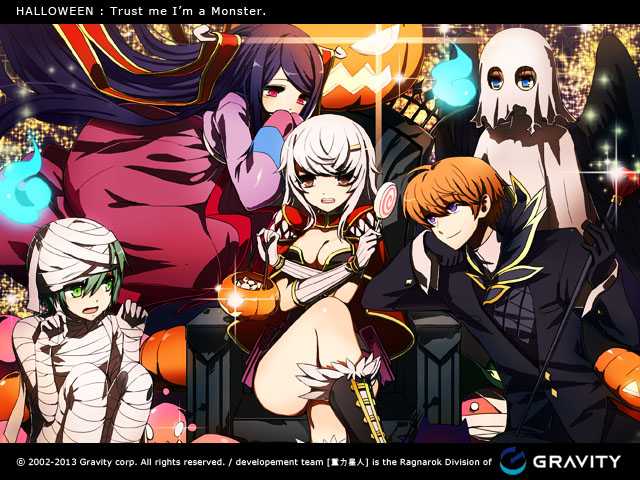 HALLOWEEN : Trust me I'm a Monster.
© 2002-2013 Gravity corp. All rights reserved. / developement team [重力星人] is the Ragnarok Division of GRAVITY